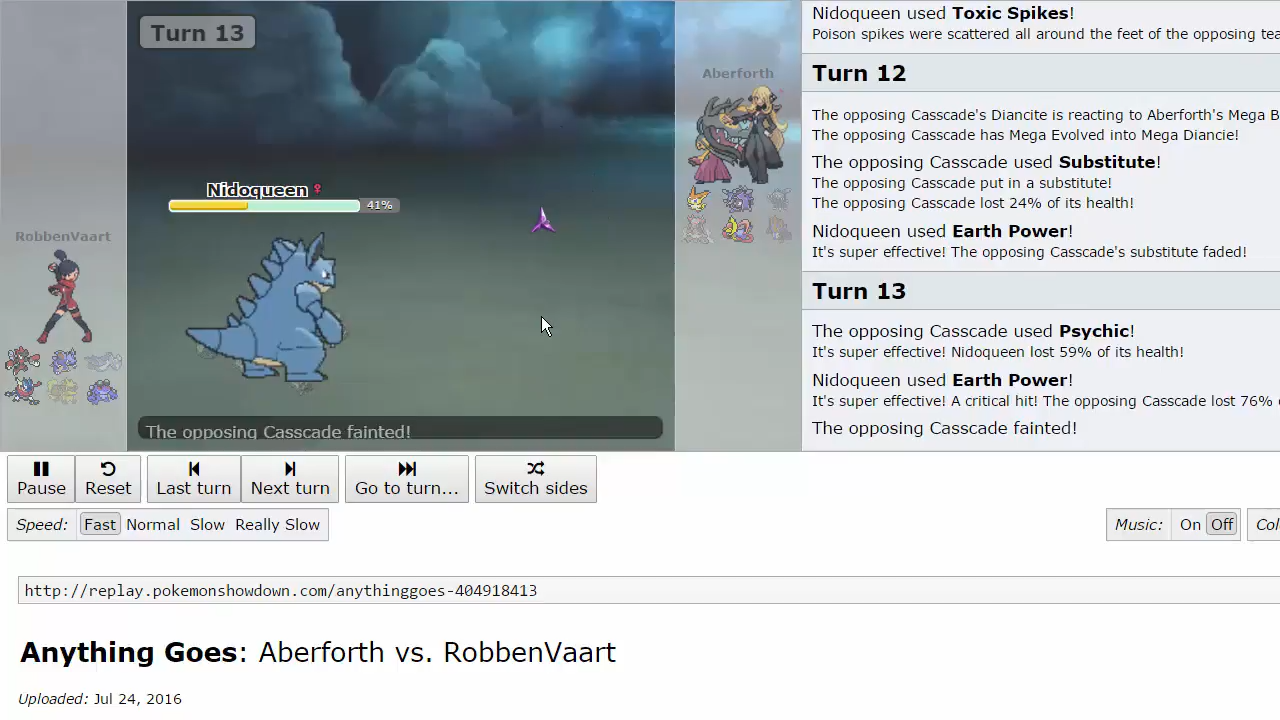 Turn 13
Nidoqueen
41%
RobbenVaart
Aberforth
The opposing Casscade fainted!
Nidoqueen used Toxic Spikes!
Poison spikes were scattered all around the feet of the opposing tea
Turn 12
The opposing Casscade's Diancite is reacting to Aberforth's Mega B
The opposing Casscade has Mega Evolved into Mega Diancie!
The opposing Casscade used Substitute!
The opposing Casscade put in a substitute!
The opposing Casscade lost 24% of its health!
Nidoqueen used Earth Power!
It's super effective! The opposing Casscade's substitute faded!
Turn 13
The opposing Casscade used Psychic!
It's super effective! Nidoqueen lost 59% of its health!
Nidoqueen used Earth Power!
It's super effective! A critical hit! The opposing Casscade lost 76%
The opposing Casscade fainted!
Pause Reset Last turn Next turn Go to turn... Switch sides
Speed: Fast Normal Slow Really Slow
Music: On Off Col
http://replay.pokemonshowdown.com/anythinggoes-404918413
Anything Goes: Aberforth vs. RobbenVaart
Uploaded: Jul 24, 2016